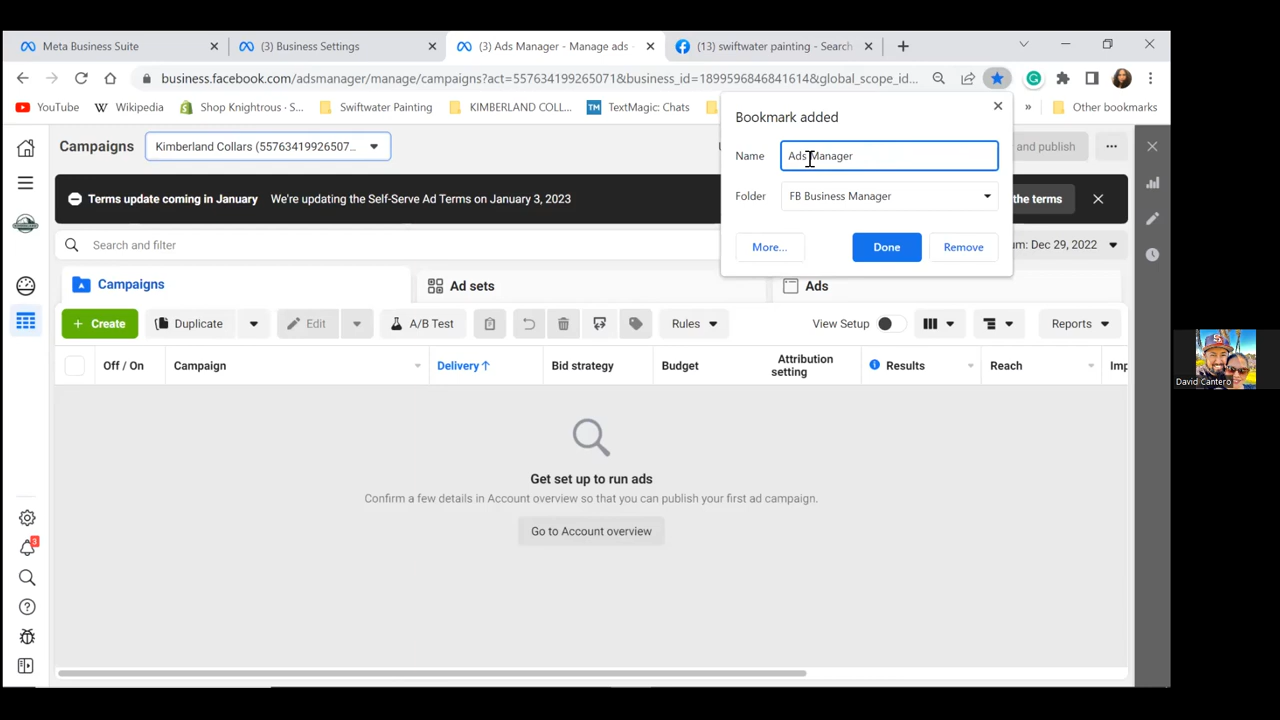 Meta Business Suite
(3) Business Settings
(3) Ads Manager - Manage ads
(13) swiftwater painting - Search
business.facebook.com/adsmanager/manage/campaigns?act=557634199265071&business_id=1899596846841614&global_scope_id...
YouTube
Wikipedia
Shop Knightrous · S...
Swiftwater Painting
KIMBERLAND COLL...
TM TextMagic: Chats
»
Other bookmarks
Bookmark added
Name
Ads Manager
Folder
FB Business Manager
More...
Done
Remove
Campaigns
Kimberland Collars (55763419926507...
and publish
Terms update coming in January
We're updating the Self-Serve Ad Terms on January 3, 2023
the terms
Search and filter
um: Dec 29, 2022
Campaigns
Ad sets
Ads
+ Create
Duplicate
Edit
A/B Test
Rules
View Setup
Reports
Off / On
Campaign
Delivery ↑
Bid strategy
Budget
Attribution
setting
Results
Reach
Imp
Get set up to run ads
Confirm a few details in Account overview so that you can publish your first ad campaign.
Go to Account overview
David Cantero